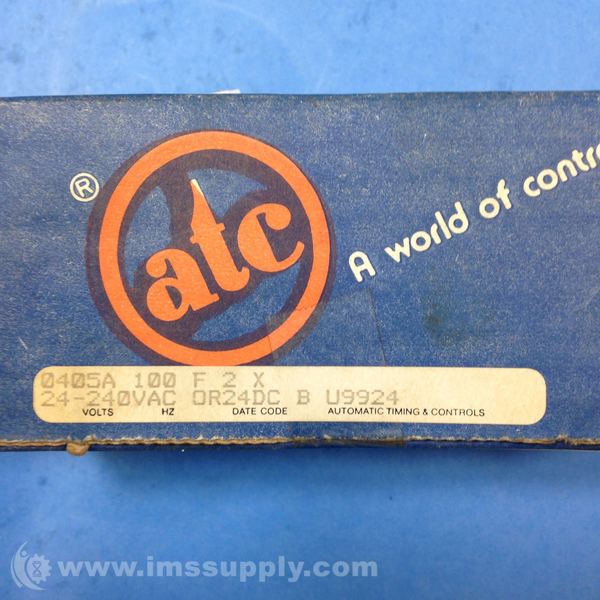 ®
atc
A world of contro
0405A 100 F 2 X
24-240VAC OR24DC B U9924
VOLTS HZ DATE CODE AUTOMATIC TIMING & CONTROLS
www.imssupply.com